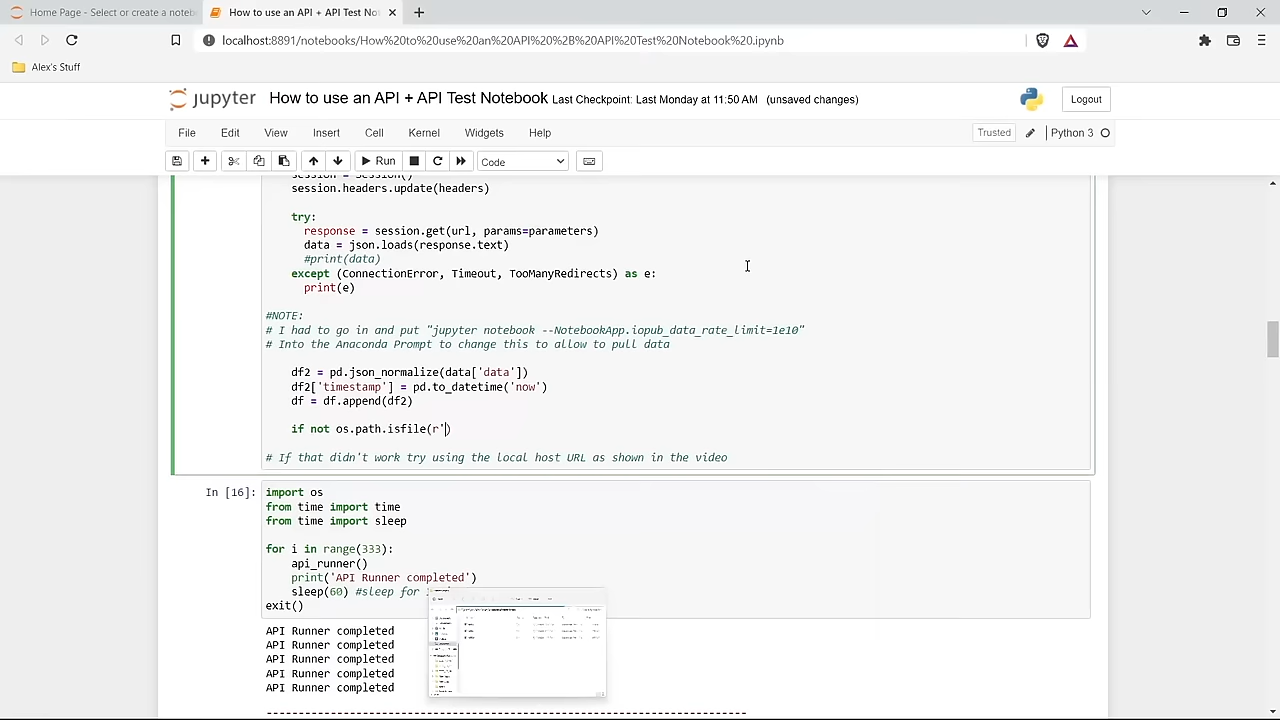 Home Page - Select or create a noteb
How to use an API + API Test No
localhost:8891/notebooks/How%20to%20use%20an%20API%20%2B%20API%20Test%20Notebook%20.ipynb
Alex's Stuff
jupyter How to use an API + API Test Notebook Last Checkpoint: Last Monday at 11:50 AM (unsaved changes)
Logout
File Edit View Insert Cell Kernel Widgets Help
Trusted Python 3
Run Code
session = Session()
session.headers.update(headers)
try:
response = session.get(url, params=parameters)
data = json.loads(response.text)
#print(data)
except (ConnectionError, Timeout, TooManyRedirects) as e:
print(e)
#NOTE:
# I had to go in and put "jupyter notebook --NotebookApp.iopub_data_rate_limit=1e10"
# Into the Anaconda Prompt to change this to allow to pull data
df2 = pd.json_normalize(data['data'])
df2['timestamp'] = pd.to_datetime('now')
df = df.append(df2)
if not os.path.isfile(r')
# If that didn't work try using the local host URL as shown in the video
In [16]:
import os
from time import time
from time import sleep
for i in range(333):
api_runner()
print('API Runner completed')
sleep(60) #sleep for
exit()
API Runner completed
API Runner completed
API Runner completed
API Runner completed
API Runner completed